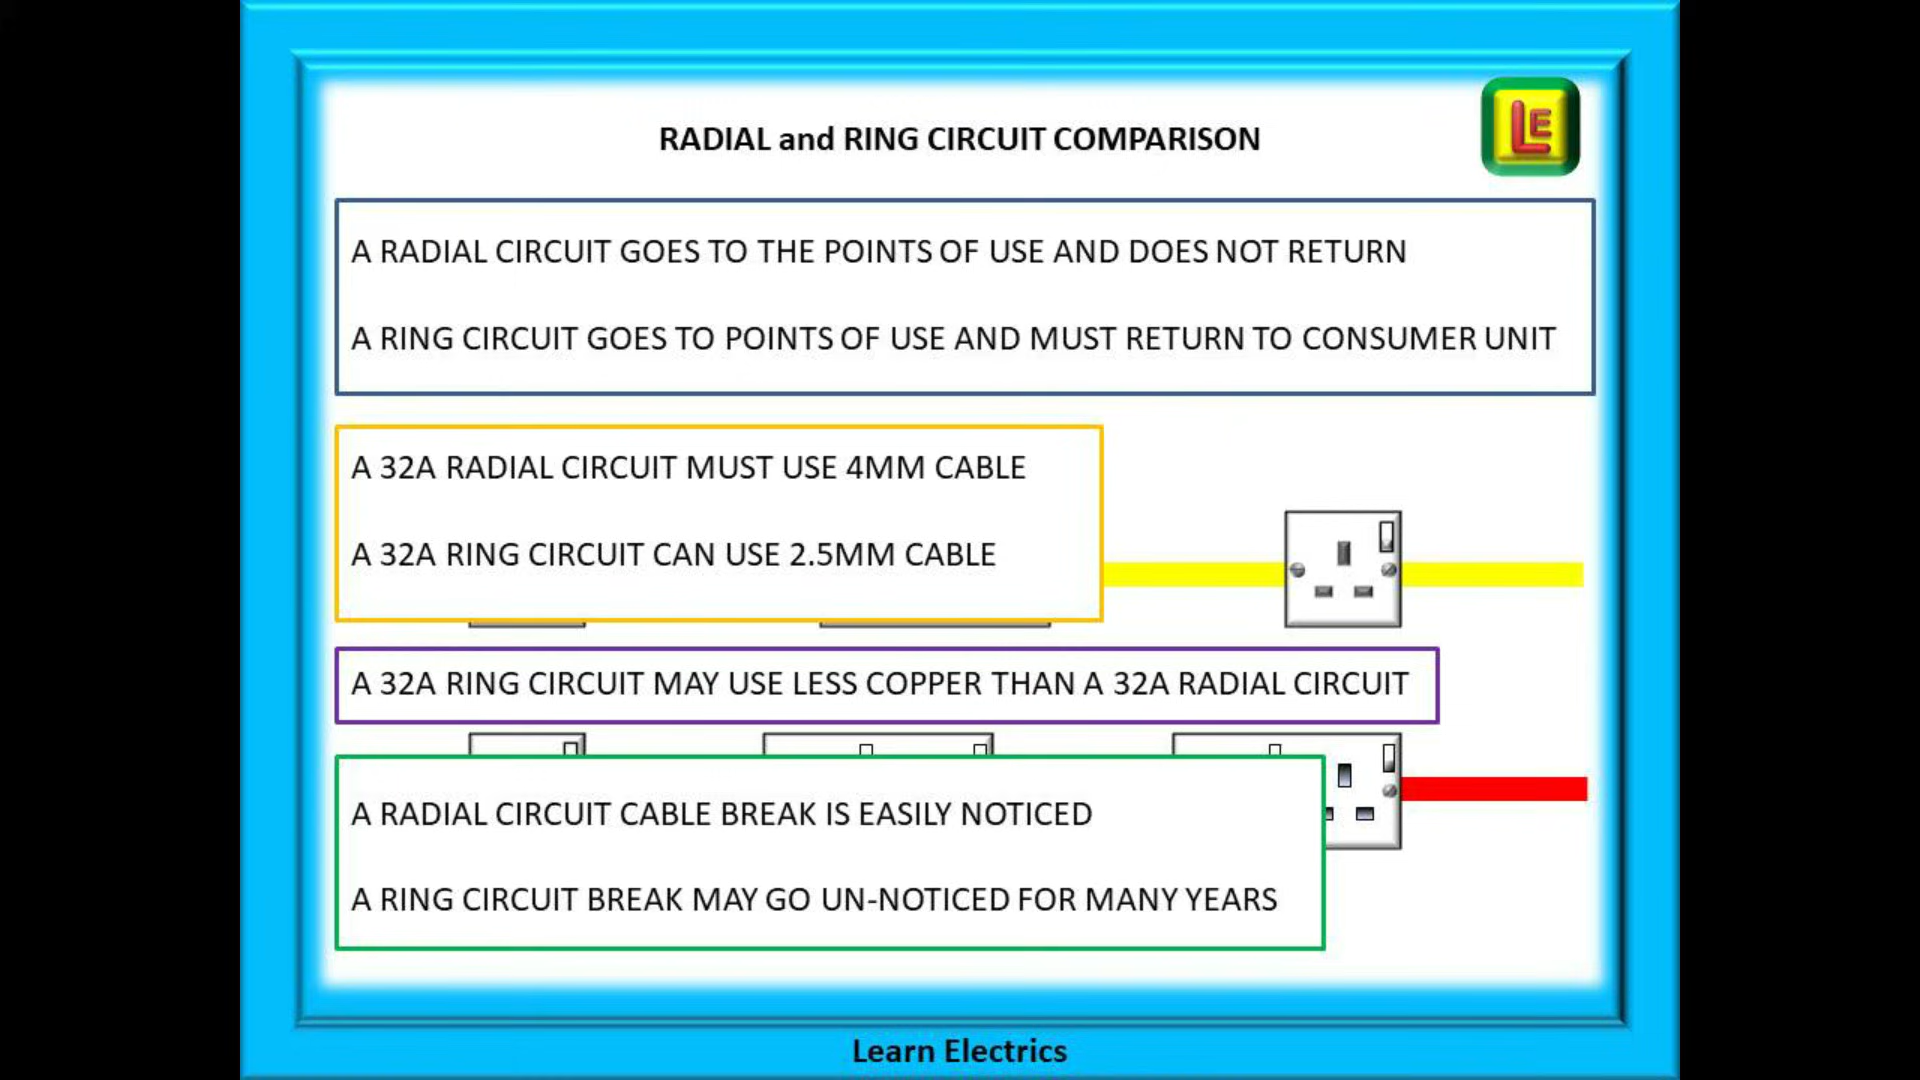 RADIAL and RING CIRCUIT COMPARISON
LE
A RADIAL CIRCUIT GOES TO THE POINTS OF USE AND DOES NOT RETURN
A RING CIRCUIT GOES TO POINTS OF USE AND MUST RETURN TO CONSUMER UNIT
A 32A RADIAL CIRCUIT MUST USE 4MM CABLE
A 32A RING CIRCUIT CAN USE 2.5MM CABLE
A 32A RING CIRCUIT MAY USE LESS COPPER THAN A 32A RADIAL CIRCUIT
A RADIAL CIRCUIT CABLE BREAK IS EASILY NOTICED
A RING CIRCUIT BREAK MAY GO UN-NOTICED FOR MANY YEARS
Learn Electrics